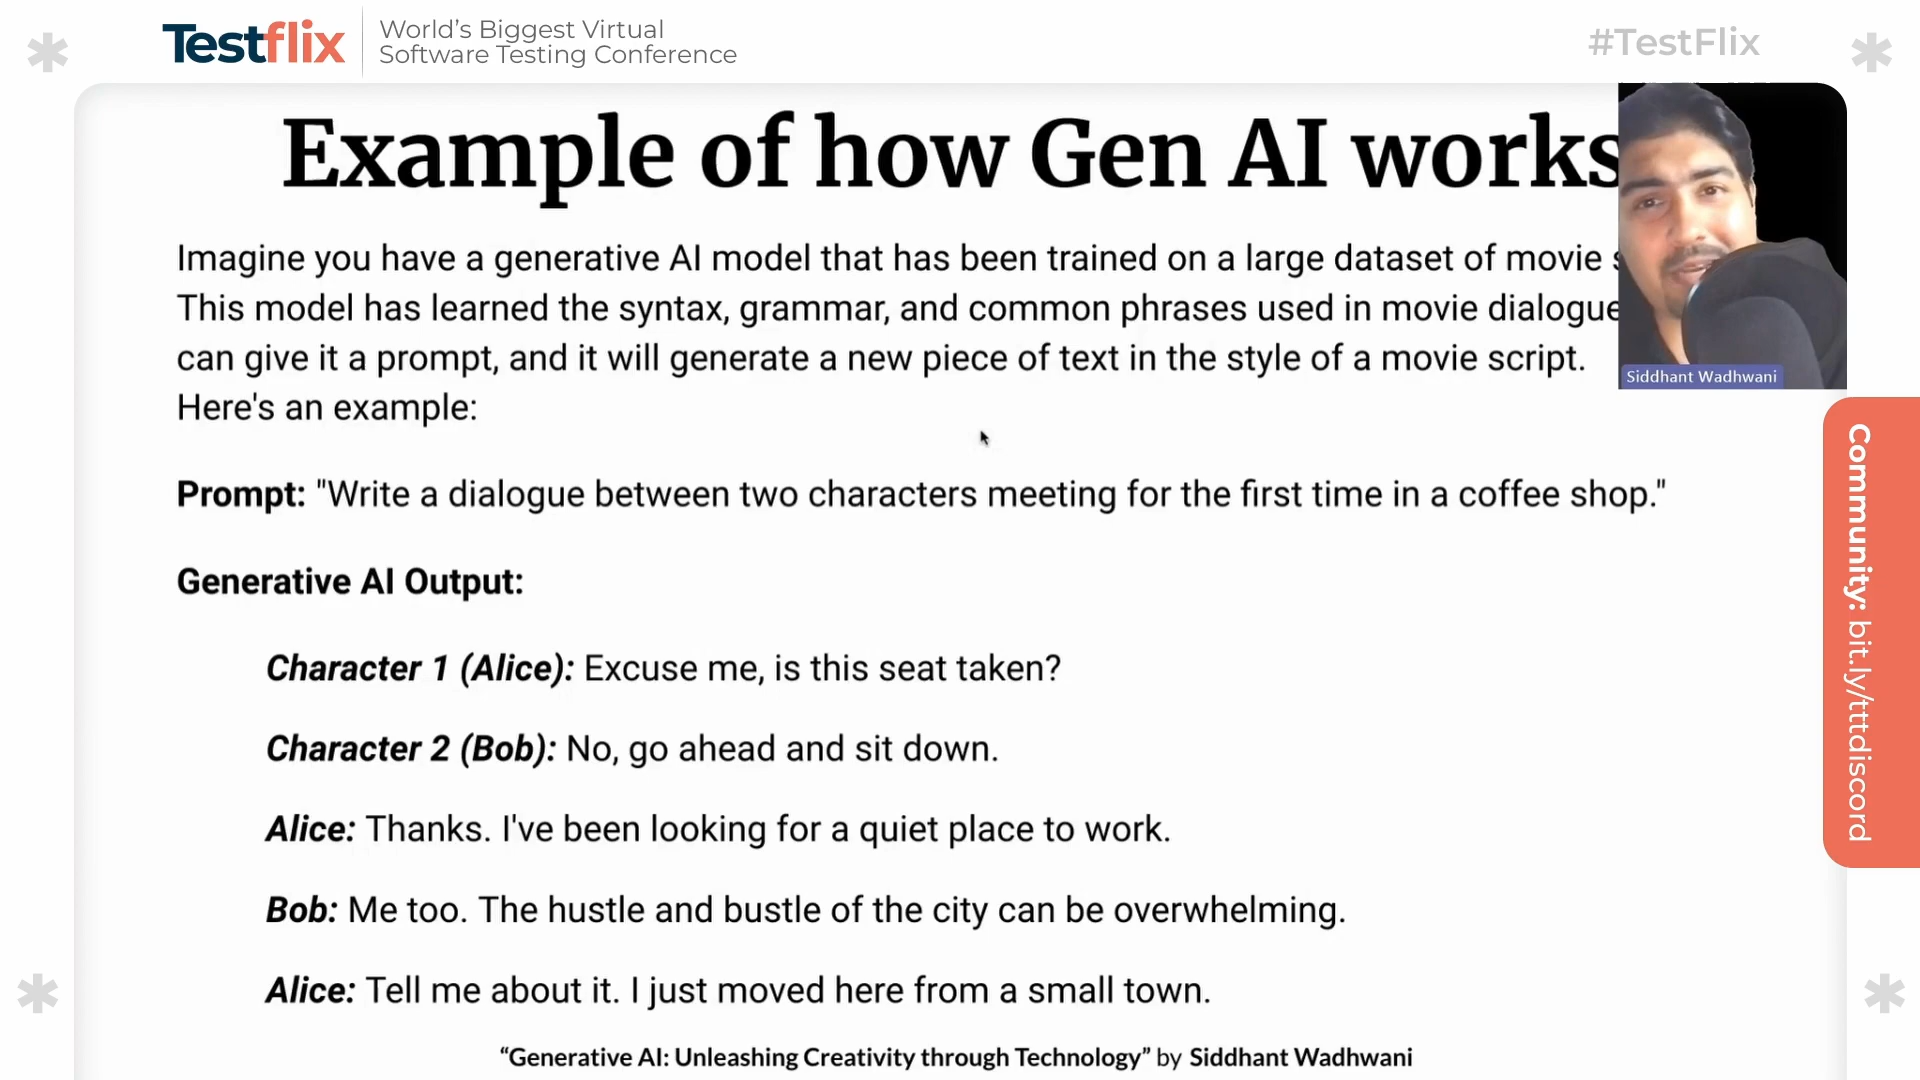 Testflix
World's Biggest Virtual
Software Testing Conference
#TestFlix
Example of how Gen AI works
Imagine you have a generative AI model that has been trained on a large dataset of movie
This model has learned the syntax, grammar, and common phrases used in movie dialogue
can give it a prompt, and it will generate a new piece of text in the style of a movie script.
Here's an example:
Siddhant Wadhwani
Prompt: "Write a dialogue between two characters meeting for the first time in a coffee shop."
Generative AI Output:
Character 1 (Alice): Excuse me, is this seat taken?
Character 2 (Bob): No, go ahead and sit down.
Alice: Thanks. I've been looking for a quiet place to work.
Bob: Me too. The hustle and bustle of the city can be overwhelming.
Alice: Tell me about it. I just moved here from a small town.
Community: bit.ly/tttdiscord
“Generative AI: Unleashing Creativity through Technology” by Siddhant Wadhwani